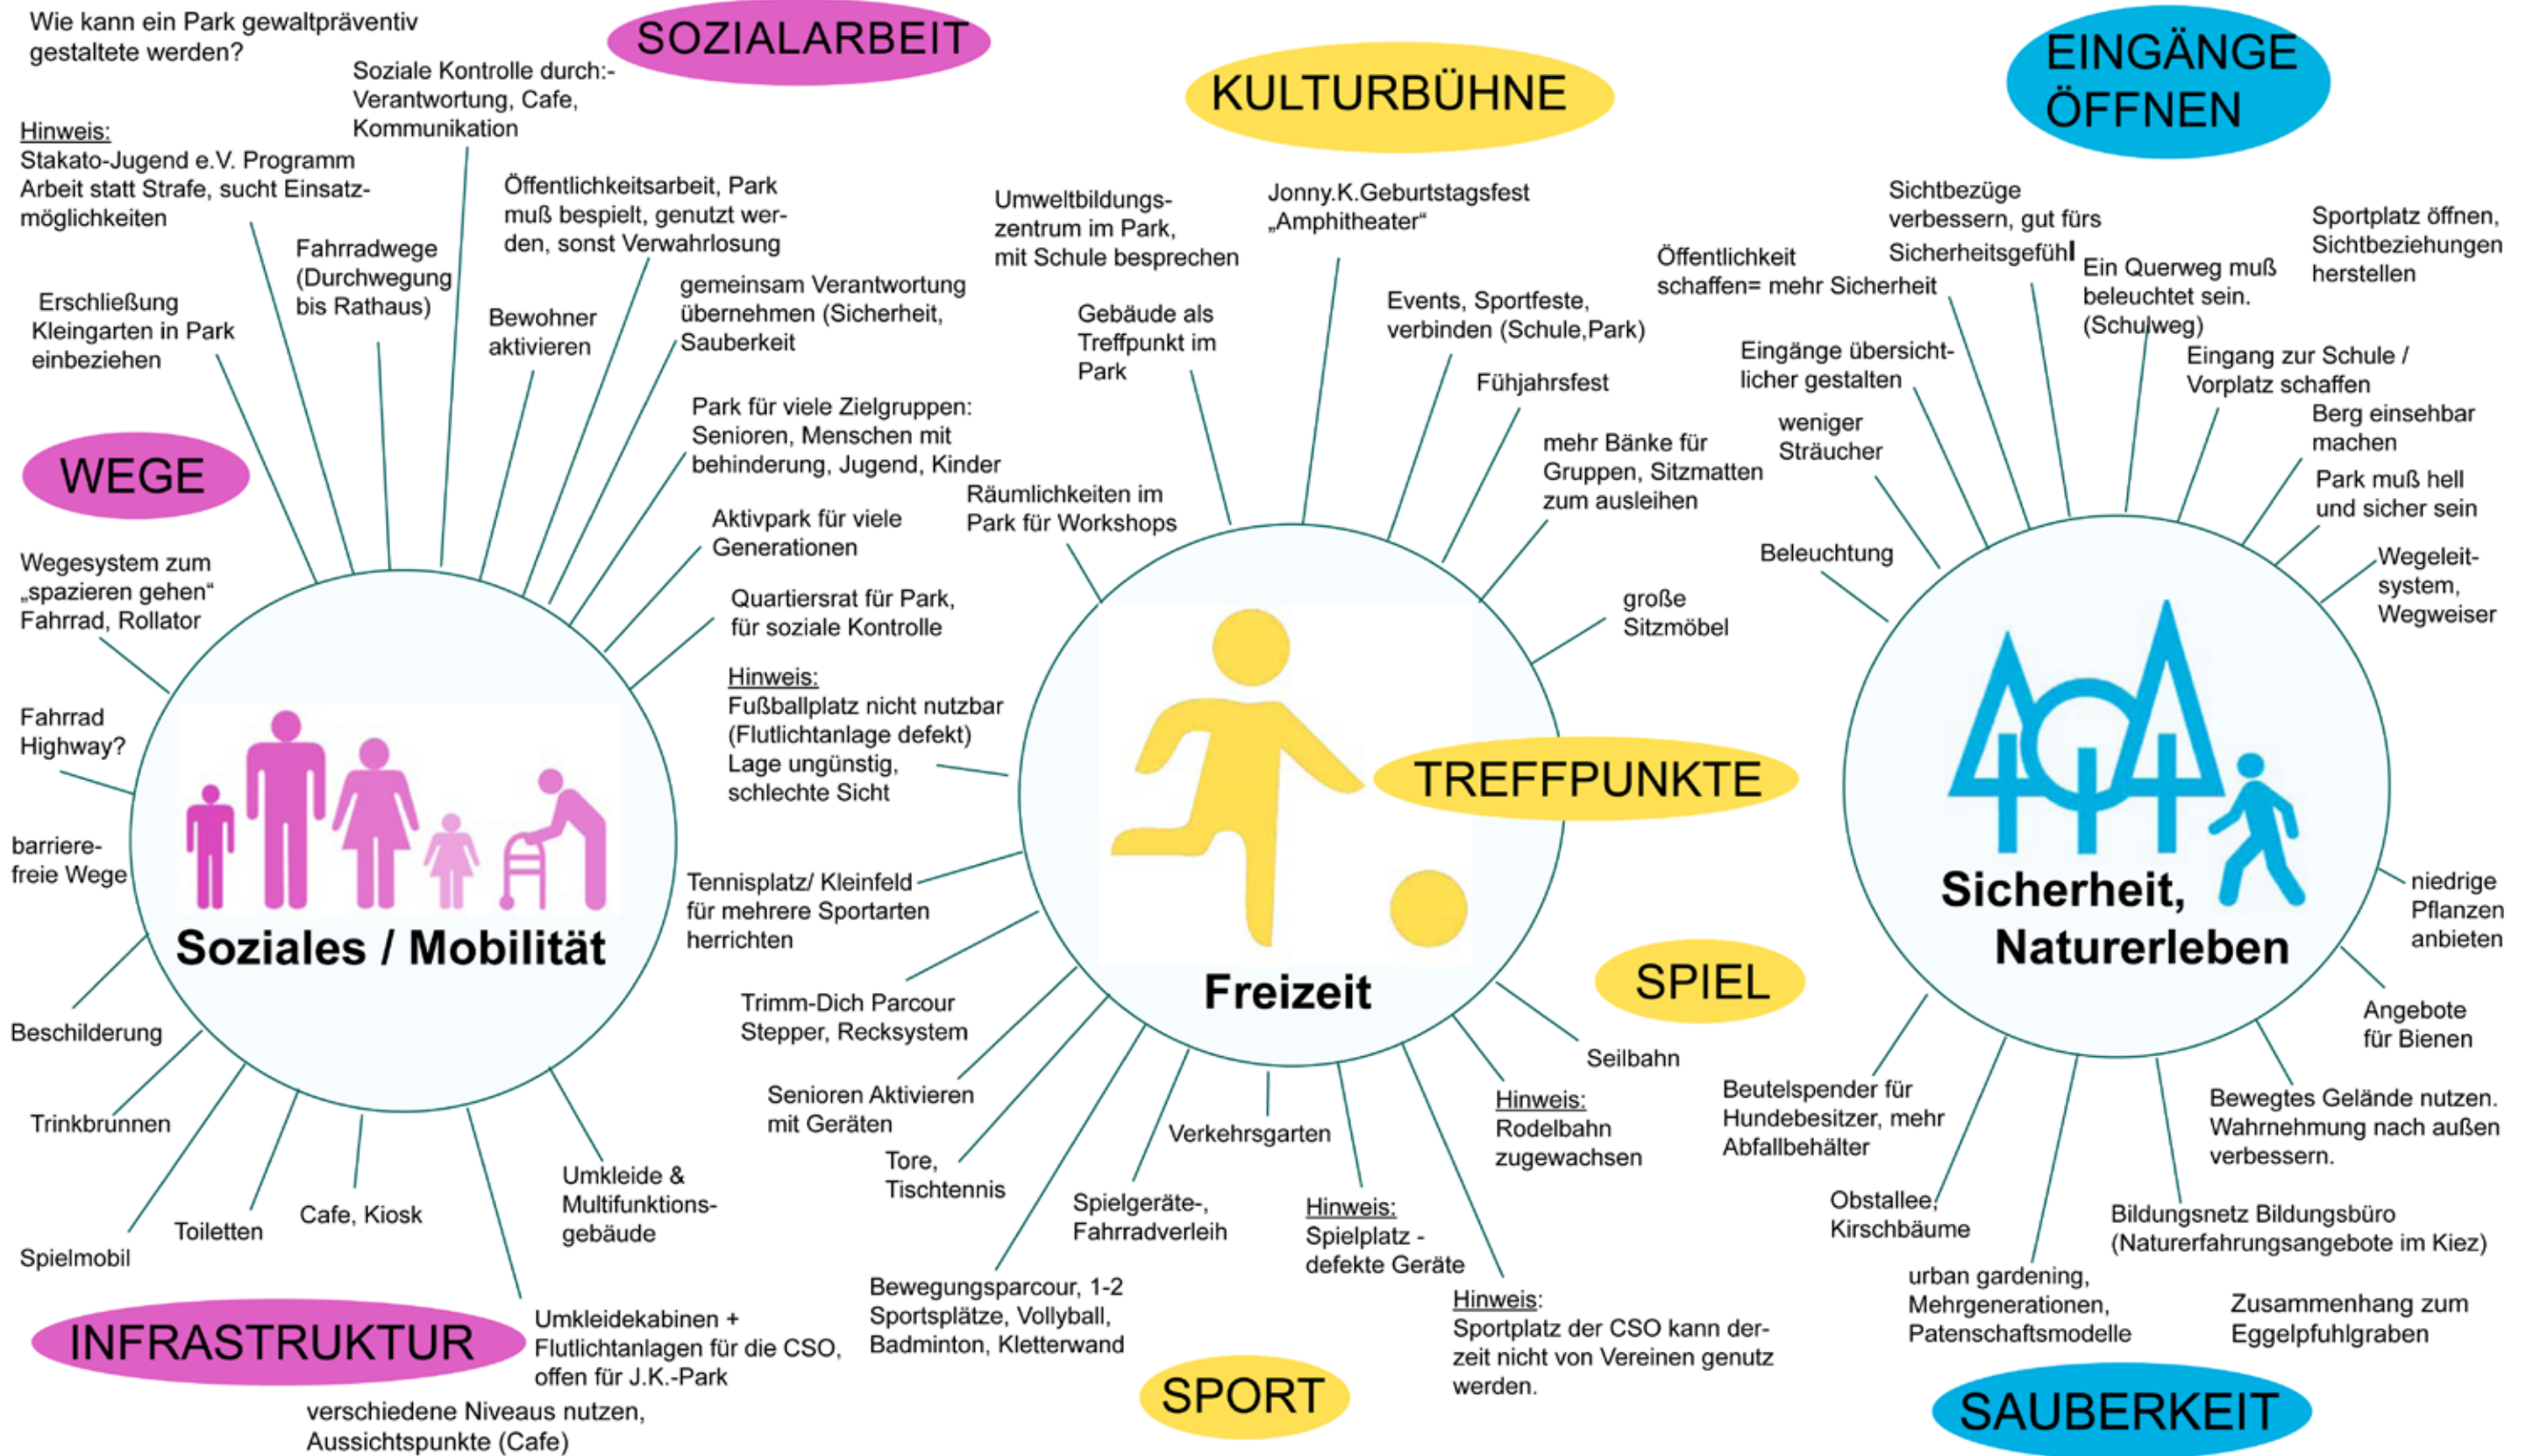 Wie kann ein Park gewaltpräventiv
gestaltete werden?
SOZIALARBEIT
Soziale Kontrolle durch:-
Verantwortung, Cafe,
Kommunikation
Hinweis:
Stakato-Jugend e.V. Programm
Arbeit statt Strafe, sucht Einsatz-
möglichkeiten
Öffentlichkeitsarbeit, Park
muß bespielt, genutzt wer-
den, sonst Verwahrlosung
Fahrradwege
(Durchwegung
bis Rathaus)
Erschließung
Kleingarten in Park
einbeziehen
Bewohner
aktivieren
gemeinsam Verantwortung
übernehmen (Sicherheit,
Sauberkeit
Park für viele Zielgruppen:
Senioren, Menschen mit
behinderung, Jugend, Kinder
WEGE
Aktivpark für viele
Generationen
Wegesystem zum
„spazieren gehen“
Fahrrad, Rollator
Quartiersrat für Park,
für soziale Kontrolle
Fahrrad
Highway?
barriere-
freie Wege
Soziales / Mobilität
Beschilderung
Trinkbrunnen
Spielmobil
Toiletten
Cafe, Kiosk
Umkleide &
Multifunktions-
gebäude
INFRASTRUKTUR
Umkleidekabinen +
Flutlichtanlagen für die CSO,
offen für J.K.-Park
verschiedene Niveaus nutzen,
Aussichtspunkte (Cafe)
KULTURBÜHNE
Umweltbildungs-
zentrum im Park,
mit Schule besprechen
Jonny.K.Geburtstagsfest
„Amphitheater“
Gebäude als
Treffpunkt im
Park
Events, Sportfeste,
verbinden (Schule,Park)
Fühjahrsfest
mehr Bänke für
Gruppen, Sitzmatten
zum ausleihen
Räumlichkeiten im
Park für Workshops
große
Sitzmöbel
Hinweis:
Fußballplatz nicht nutzbar
(Flutlichtanlage defekt)
Lage ungünstig,
schlechte Sicht
TREFFPUNKTE
Tennisplatz/ Kleinfeld
für mehrere Sportarten
herrichten
Freizeit
SPIEL
Trimm-Dich Parcour
Stepper, Recksystem
Senioren Aktivieren
mit Geräten
Tore,
Tischtennis
Bewegungsparcour, 1-2
Sportsplätze, Vollyball,
Badminton, Kletterwand
Spielgeräte-,
Fahrradverleih
Verkehrsgarten
Hinweis:
Spielplatz -
defekte Geräte
Hinweis:
Sportplatz der CSO kann der-
zeit nicht von Vereinen genutz
werden.
Hinweis:
Rodelbahn
zugewachsen
Seilbahn
SPORT
EINGÄNGE
ÖFFNEN
Sichtbezüge
verbessern, gut fürs
Sicherheitsgefühl
Sportplatz öffnen,
Sichtbeziehungen
herstellen
Öffentlichkeit
schaffen= mehr Sicherheit
Ein Querweg muß
beleuchtet sein.
(Schulweg)
Eingänge übersicht-
licher gestalten
Eingang zur Schule /
Vorplatz schaffen
weniger
Sträucher
Berg einsehbar
machen
Park muß hell
und sicher sein
Beleuchtung
Wegeleit-
system,
Wegweiser
Sicherheit,
Naturerleben
niedrige
Pflanzen
anbieten
Angebote
für Bienen
Beutelspender für
Hundebesitzer, mehr
Abfallbehälter
Bewegtes Gelände nutzen.
Wahrnehmung nach außen
verbessern.
Obstallee,
Kirschbäume
Bildungsnetz Bildungsbüro
(Naturerfahrungsangebote im Kiez)
urban gardening,
Mehrgenerationen,
Patenschaftsmodelle
Zusammenhang zum
Eggelpfuhlgraben
SAUBERKEIT